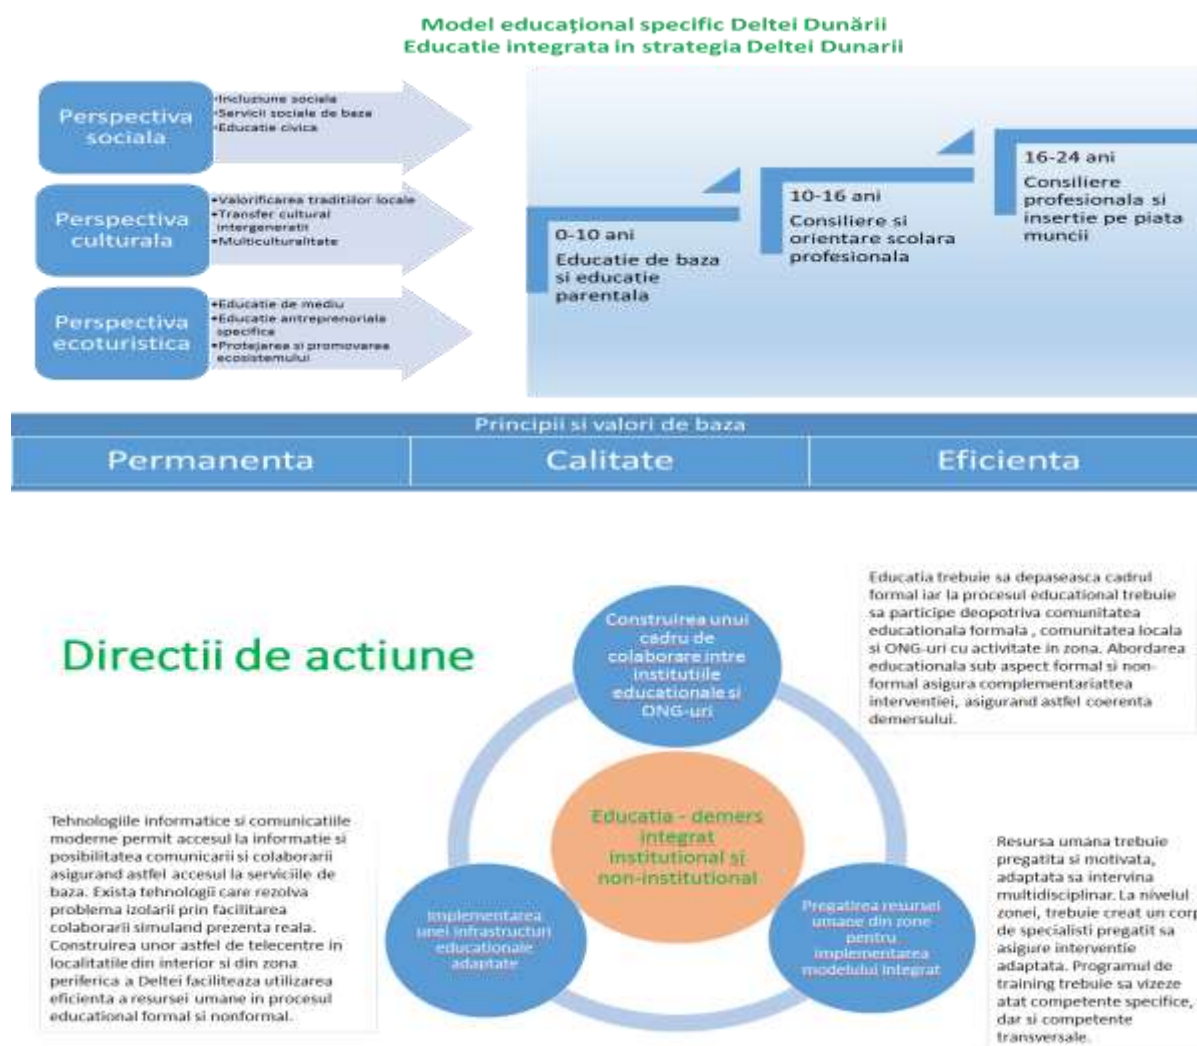 Model educațional specific Deltei Dunării
Educatie integrata in strategia Deltei Dunarii
Perspectiva
sociala
•Incluziune sociala
•Servicii sociale de baza
•Educatie civica
Perspectiva
culturala
•Valorificarea traditiilor locale
•Transfer cultural
intergeneratii
•Multiculturalitate
Perspectiva
ecoturistica
•Educatie de mediu
•Educatie antreprenoriala
specifica
•Protejarea si promovarea
ecosistemului
0-10 ani
Educatie de baza
si educatie
parentala
10-16 ani
Consiliere si
orientare scolara
profesionala
16-24 ani
Consiliere
profesionala si
insertie pe piata
muncii
Principii si valori de baza
Permanenta
Calitate
Eficienta
Directii de actiune
Construirea unui
cadru de
colaborare intre
institutiile
educationale si
ONG-uri
Educatia trebuie sa depaseasca cadrul
formal iar la procesul educational trebuie
sa participe deopotriva comunitatea
educationala formala , comunitatea locala
si ONG-uri cu activitate in zona. Abordarea
educationala sub aspect formal si non-
formal asigura complementariattea
interventiei, asigurand astfel coerenta
demersului.
Educatia - demers
integrat
institutional si
non-institutional
Tehnologiile informatice si comunicatiile
moderne permit accesul la informatie si
posibilitatea comunicarii si colaborarii
asigurand astfel accesul la serviciile de
baza. Exista tehnologii care rezolva
problema izolarii prin facilitarea
colaborarii simuland prezenta reala.
Construirea unor astfel de telecentre in
localitatile din interior si din zona
periferica a Deltei faciliteaza utilizarea
eficienta a resursei umane in procesul
educational formal si nonformal.
Implementarea
unei infrastructuri
educationale
adaptate
Pregatirea resursei
umane din zone
pentru
implementarea
modelului integrat
Resursa umana trebuie
pregatita si motivata,
adaptata sa intervina
multidisciplinar. La nivelul
zonei, trebuie creat un corp
de specialisti pregatit sa
asigure interventie
adaptata. Programul de
training trebuie sa vizeze
atat competente specifice,
dar si competente
transversale.